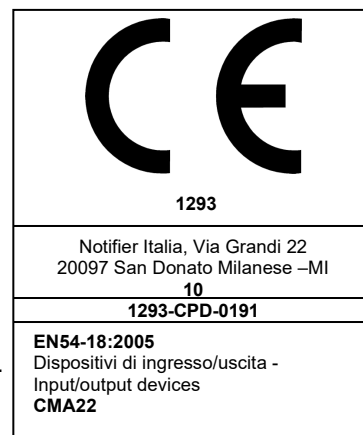 CE
1293
Notifier Italia, Via Grandi 22
20097 San Donato Milanese –MI
10
1293-CPD-0191
EN54-18:2005
Dispositivi di ingresso/uscita -
Input/output devices
CMA22